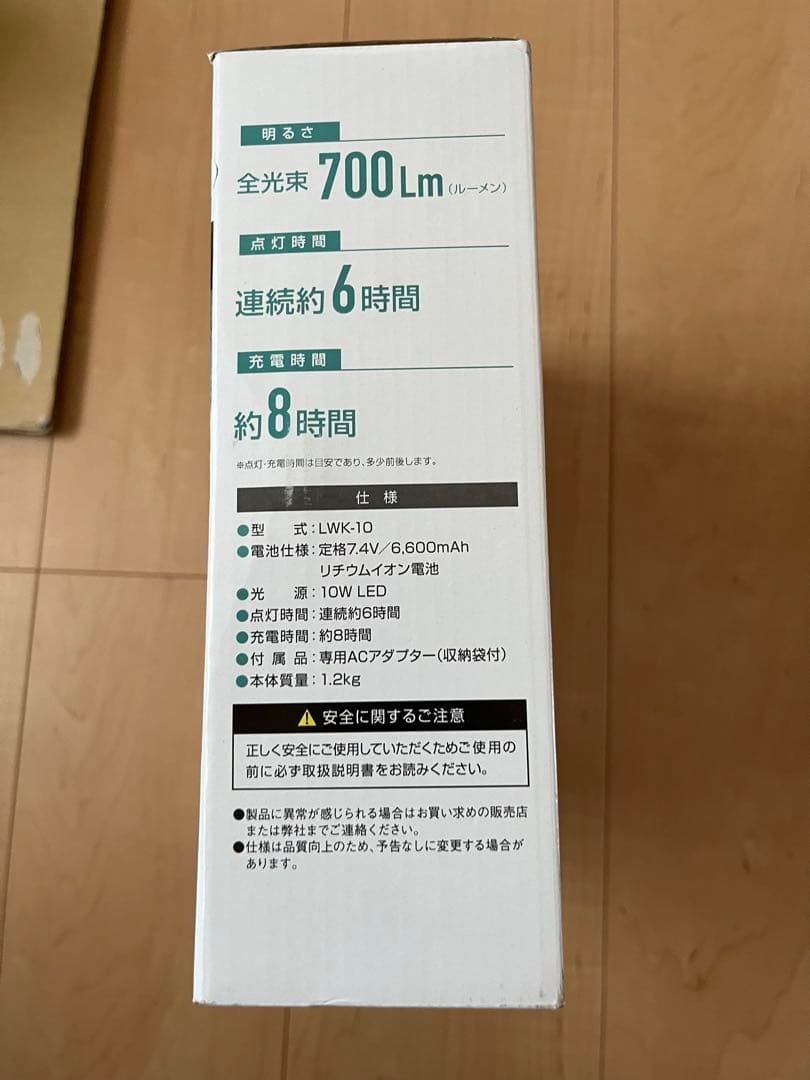 明るさ
全光束 700Lm(ルーメン)
点灯時間
連続約6時間
充電時間
約8時間
※点灯・充電時間は目安であり、多少前後します。
仕様
●型 式:LWK-10
●電池仕様:定格7.4V/6,600mAh
リチウムイオン電池
●光 源:10W LED
●点灯時間:連続約6時間
●充電時間:約8時間
●付属品:専用ACアダプター(収納袋付)
●本体質量:1.2kg
安全に関するご注意
正しく安全にご使用していただくためご使用の
前に必ず取扱説明書をお読みください。
●製品に異常が感じられる場合はお買い求めの販売店
または弊社までご連絡ください。
●仕様は品質向上のため、予告なしに変更する場合が
あります。